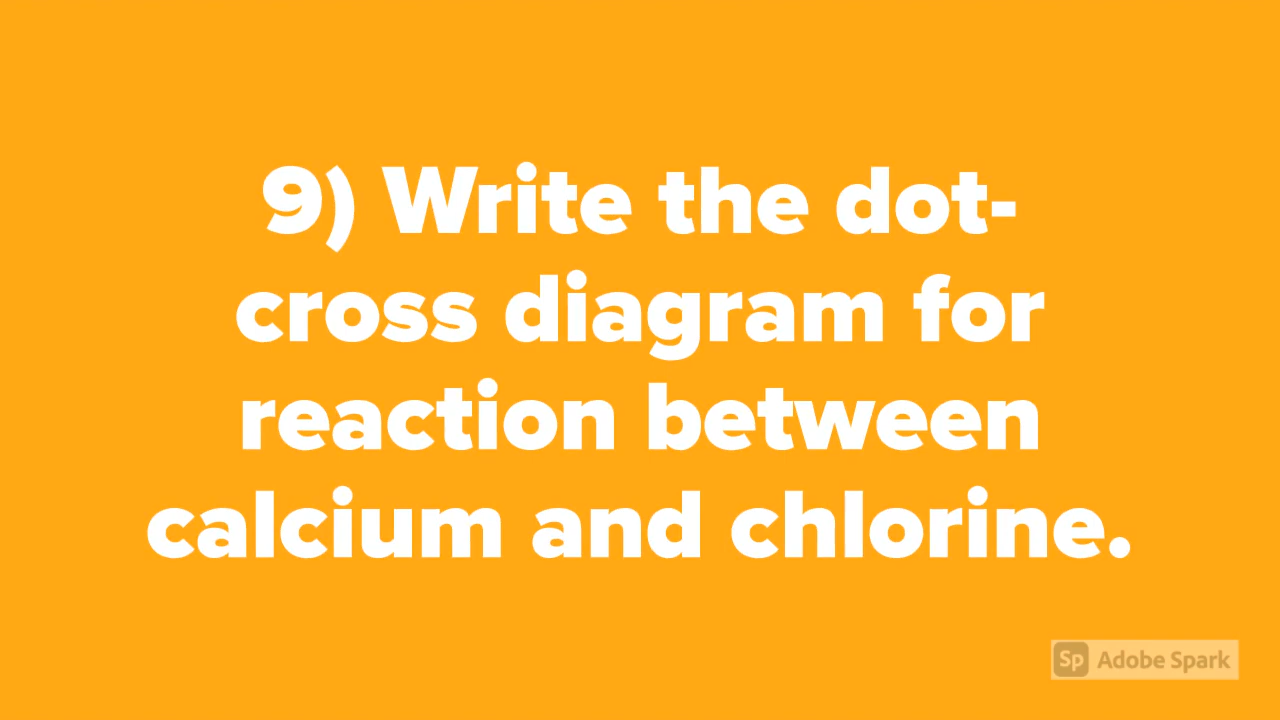 9) Write the dot-
cross diagram for
reaction between
calcium and chlorine.
Sp Adobe Spark